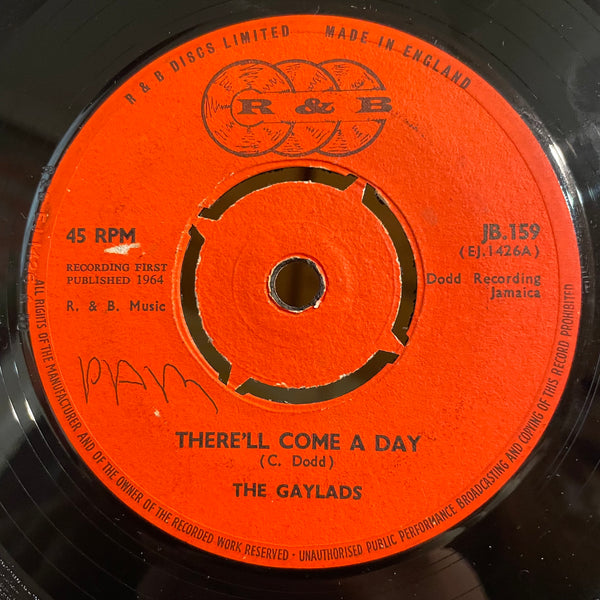 R & B DISCS LIMITED MADE IN ENGLAND
R & B
45 RPM
RECORDING FIRST
PUBLISHED 1964
R. & B. Music
JB.159
(EJ.1426A)
Dodd Recording
Jamaica
PAM
THERE'LL COME A DAY
(C. Dodd)
THE GAYLADS
ALL RIGHTS OF THE MANUFACTURER AND OF THE OWNER OF THE RECORDED WORK RESERVED · UNAUTHORISED PUBLIC PERFORMANCE BROADCASTING AND COPYING OF THIS RECORD PROHIBITED